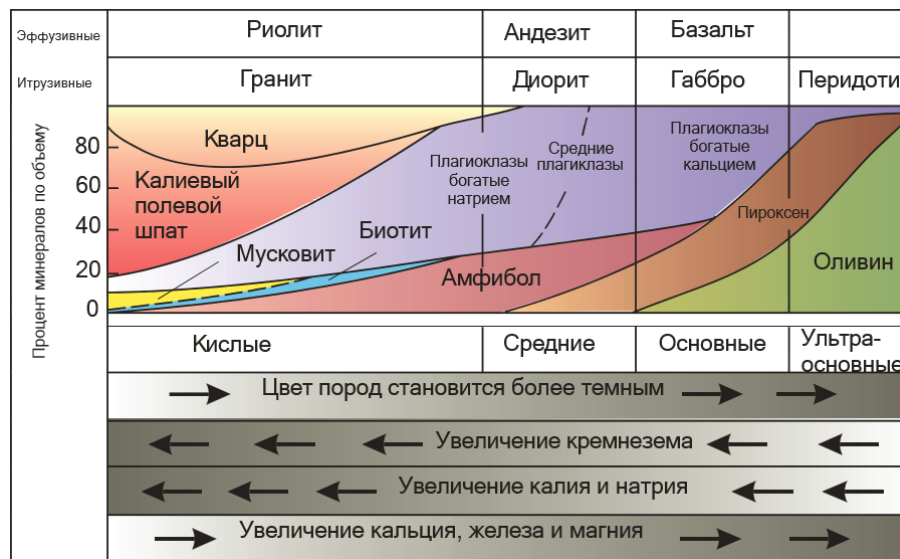 Эффузивные Риолит Андезит Базальт
Итрузивные Гранит Диорит Габбро Перидоти
Процент минералов по объему
80
60
40
20
0
Кварц
Калиевый
полевой
шпат
Мусковит
Биотит
Плагиоклазы
богатые
натрием
Средние
плагиклазы
Плагиоклазы
богатые
кальцием
Пироксен
Амфибол
Оливин
Кислые Средние Основные Ультра-
основные
Цвет пород становится более темным
Увеличение кремнезема
Увеличение калия и натрия
Увеличение кальция, железа и магния